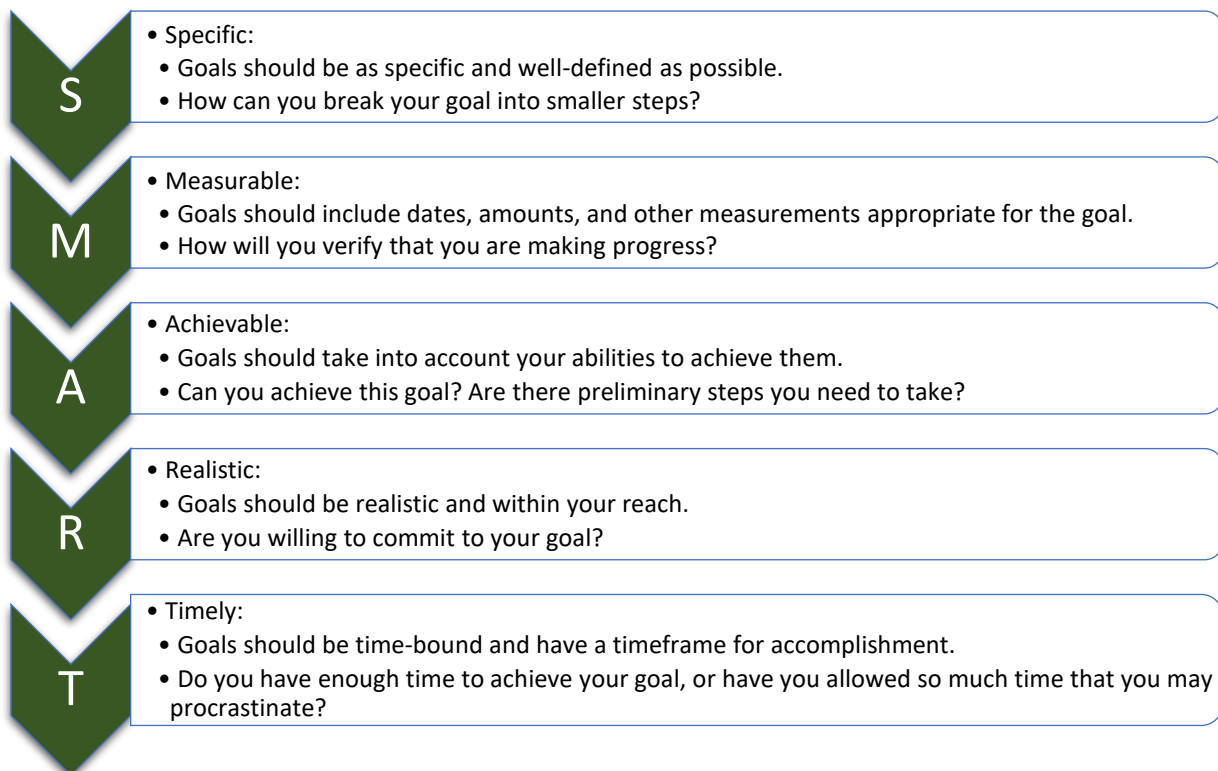 S
• Specific:
• Goals should be as specific and well-defined as possible.
• How can you break your goal into smaller steps?
M
• Measurable:
• Goals should include dates, amounts, and other measurements appropriate for the goal.
• How will you verify that you are making progress?
A
• Achievable:
• Goals should take into account your abilities to achieve them.
• Can you achieve this goal? Are there preliminary steps you need to take?
R
• Realistic:
• Goals should be realistic and within your reach.
• Are you willing to commit to your goal?
T
• Timely:
• Goals should be time-bound and have a timeframe for accomplishment.
• Do you have enough time to achieve your goal, or have you allowed so much time that you may
procrastinate?